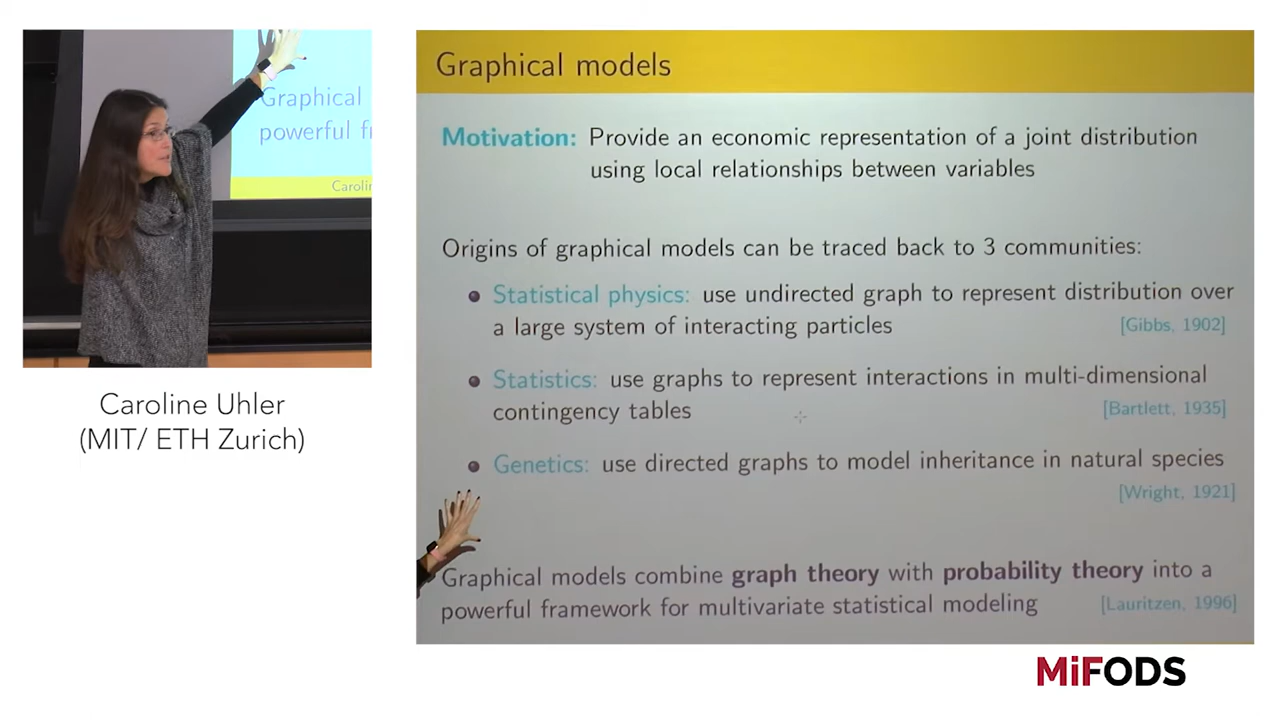 Graphical
powerful f
Carolin
Caroline Uhler
(MIT/ ETH Zurich)
Graphical models
Motivation: Provide an economic representation of a joint distribution
using local relationships between variables
Origins of graphical models can be traced back to 3 communities:
Statistical physics: use undirected graph to represent distribution over
a large system of interacting particles [Gibbs, 1902]
Statistics: use graphs to represent interactions in multi-dimensional
contingency tables [Bartlett, 1935]
Genetics: use directed graphs to model inheritance in natural species
[Wright, 1921]
Graphical models combine graph theory with probability theory into a
powerful framework for multivariate statistical modeling [Lauritzen, 1996]
MiFODS